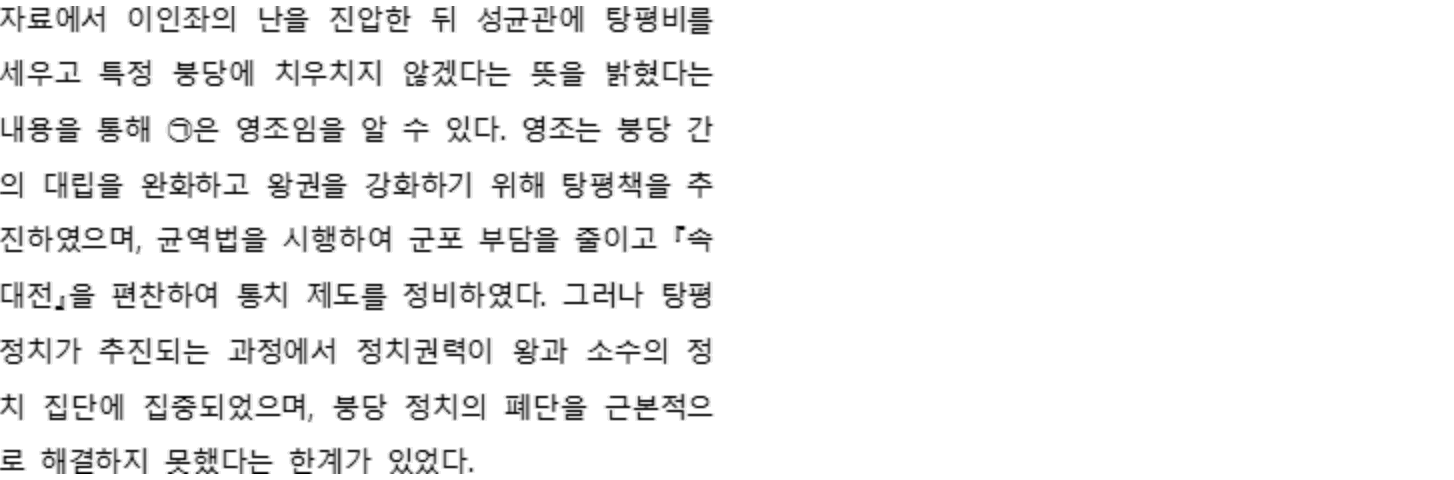 자료에서 이인좌의 난을 진압한 뒤 성균관에 탕평비를
세우고 특정 붕당에 치우치지 않겠다는 뜻을 밝혔다는
내용을 통해 ㉠은 영조임을 알 수 있다. 영조는 붕당 간
의 대립을 완화하고 왕권을 강화하기 위해 탕평책을 추
진하였으며, 균역법을 시행하여 군포 부담을 줄이고 『속
대전』을 편찬하여 통치 제도를 정비하였다. 그러나 탕평
정치가 추진되는 과정에서 정치권력이 왕과 소수의 정
치 집단에 집중되었으며, 붕당 정치의 폐단을 근본적으
로 해결하지 못했다는 한계가 있었다.